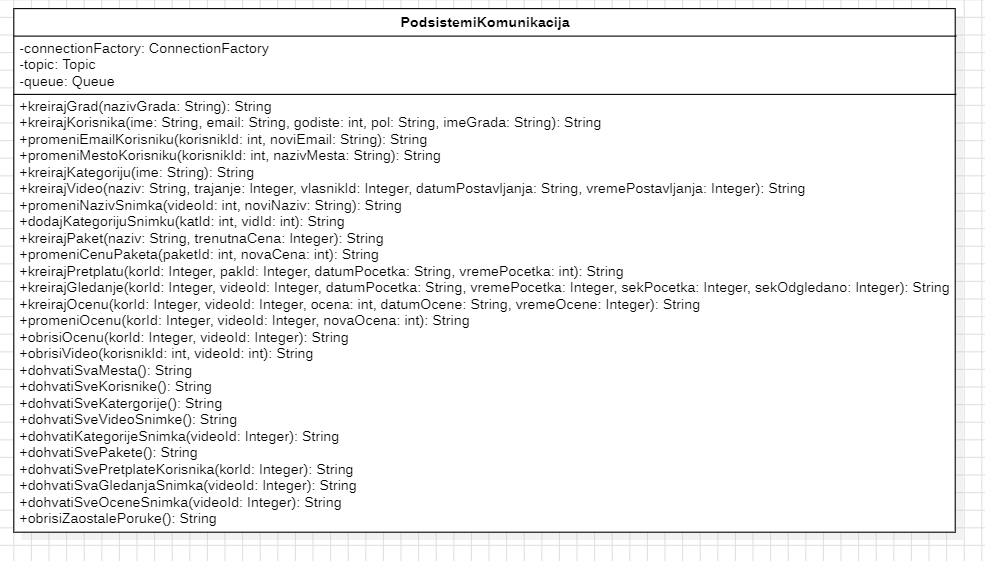 PodsistemiKomunikacija
-connectionFactory: ConnectionFactory
-topic: Topic
-queue: Queue
+kreirajGrad(nazivGrada: String): String
+kreirajKorisnika(ime: String, email: String, godiste: int, pol: String, imeGrada: String): String
+promeniEmailKorisniku(korisnikId: int, noviEmail: String): String
+promeniMestoKorisniku(korisnikId: int, nazivMesta: String): String
+kreirajKategoriju(ime: String): String
+kreirajVideo(naziv: String, trajanje: Integer, vlasnikId: Integer, datumPostavljanja: String, vremePostavljanja: Integer): String
+promeniNazivSnimka(videoId: int, noviNaziv: String): String
+dodajKategorijuSnimku(katId: int, vidId: int): String
+kreirajPaket(naziv: String, trenutnaCena: Integer): String
+promeniCenuPaketa(paketId: int, novaCena: int): String
+kreirajPretplatu(korId: Integer, pakId: Integer, datumPocetka: String, vremePocetka: int): String
+kreirajGledanje(korId: Integer, videoId: Integer, datumPocetka: String, vremePocetka: Integer, sekPocetka: Integer, sekOdgledano: Integer): String
+kreirajOcenu(korId: Integer, videoId: Integer, ocena: int, datumOcene: String, vremeOcene: Integer): String
+promeniOcenu(korId: Integer, videoId: Integer, novaOcena: int): String
+obrisiOcenu(korId: Integer, videoId: Integer): String
+obrisiVideo(korisnikId: int, videoId: int): String
+dohvatiSvaMesta(): String
+dohvatiSveKorisnike(): String
+dohvatiSveKatergorije(): String
+dohvatiSveVideoSnimke(): String
+dohvatiKategorijeSnimka(videoId: Integer): String
+dohvatiSvePakete(): String
+dohvatiSvePretplateKorisnika(korId: Integer): String
+dohvatiSvaGledanjaSnimka(videoId: Integer): String
+dohvatiSveOceneSnimka(videoId: Integer): String
+obrisiZaostalePoruke(): String